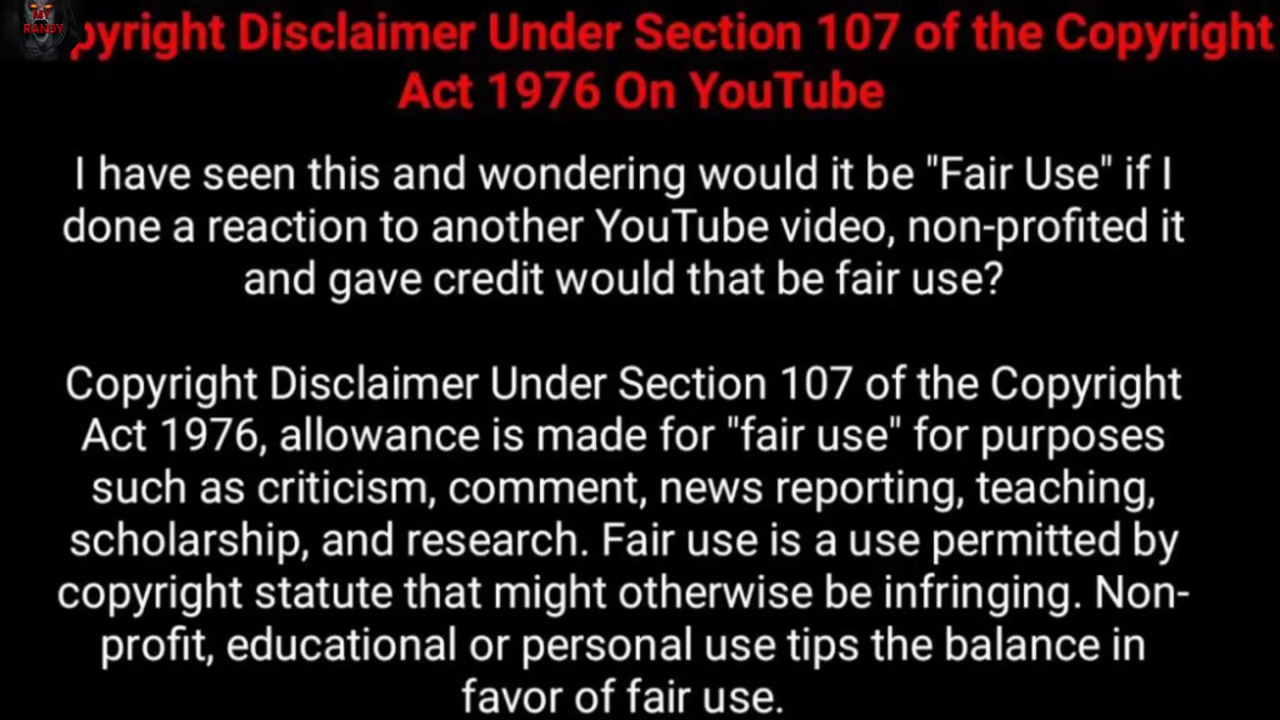 MY
RANDY
pyright Disclaimer Under Section 107 of the Copyright
Act 1976 On YouTube
I have seen this and wondering would it be "Fair Use" if I
done a reaction to another YouTube video, non-profited it
and gave credit would that be fair use?
Copyright Disclaimer Under Section 107 of the Copyright
Act 1976, allowance is made for "fair use" for purposes
such as criticism, comment, news reporting, teaching,
scholarship, and research. Fair use is a use permitted by
copyright statute that might otherwise be infringing. Non-
profit, educational or personal use tips the balance in
favor of fair use.